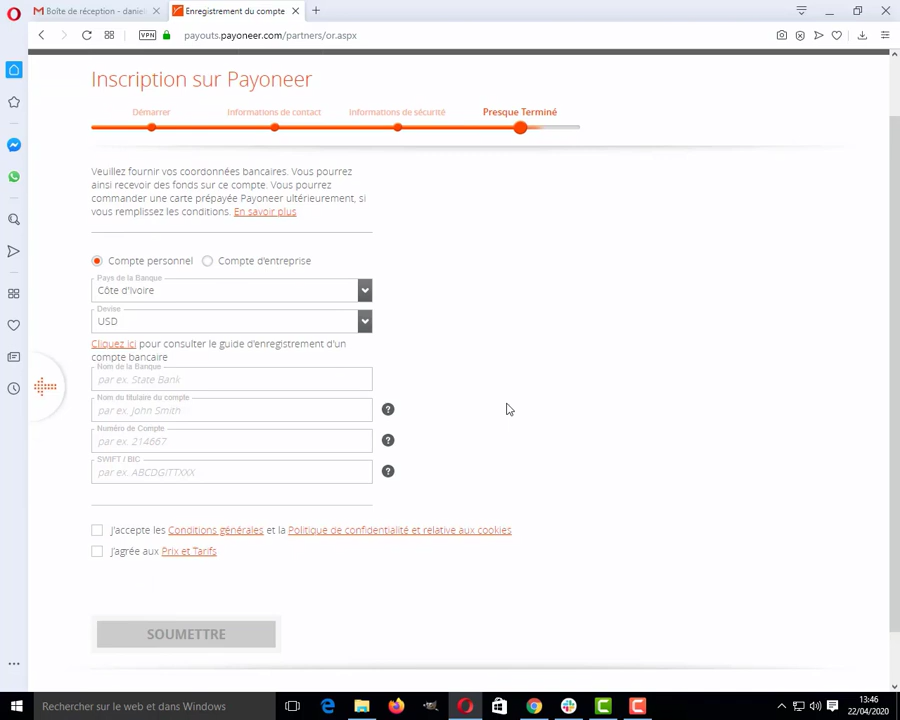 Boîte de réception - daniel
Enregistrement du compte
VPN
payouts.payoneer.com/partners/or.aspx
Inscription sur Payoneer
Démarrer
Informations de contact
Informations de sécurité
Presque Terminé
Veuillez fournir vos coordonnées bancaires. Vous pourrez
ainsi recevoir des fonds sur ce compte. Vous pourrez
commander une carte prépayée Payoneer ultérieurement, si
vous remplissez les conditions. En savoir plus
Compte personnel
Compte d'entreprise
Pays de la Banque
Côte d'Ivoire
Devise
USD
Cliquez ici pour consulter le guide d'enregistrement d'un
compte bancaire
Nom de la Banque
par ex. State Bank
Nom du titulaire du compte
par ex. John Smith
Numéro de Compte
par ex. 214667
SWIFT / BIC
par ex. ABCDGITTXXX
J'accepte les Conditions générales et la Politique de confidentialité et relative aux cookies
J'agrée aux Prix et Tarifs
SOUMETTRE
Rechercher sur le web et dans Windows
13:46
22/04/2020